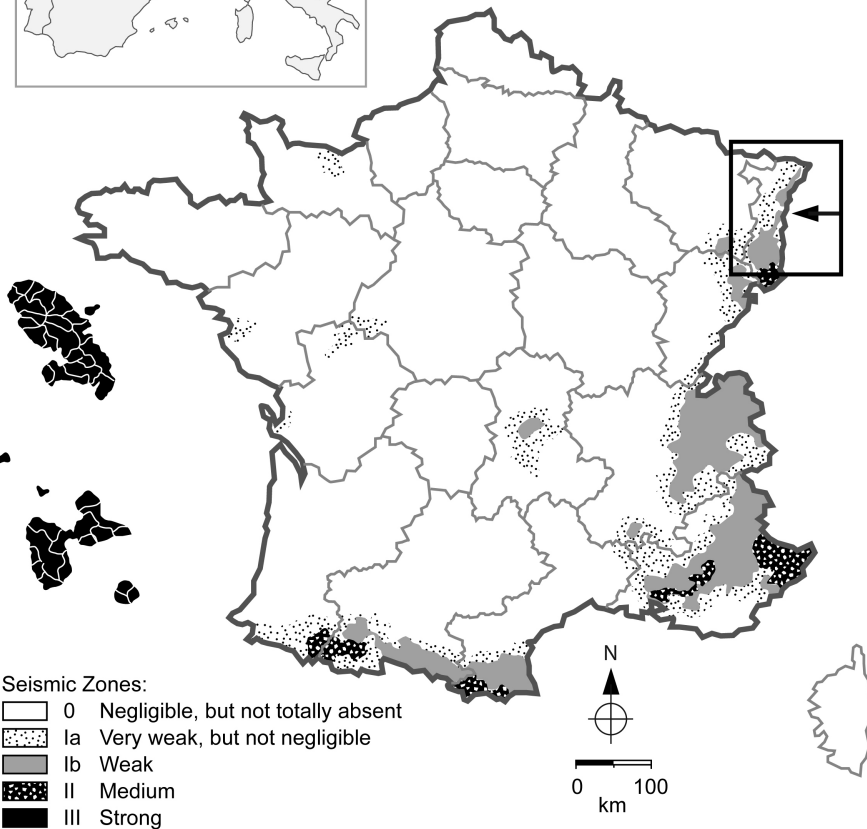 N
0 100
km
Seismic Zones:
0 Negligible, but not totally absent
Ia Very weak, but not negligible
Ib Weak
II Medium
III Strong